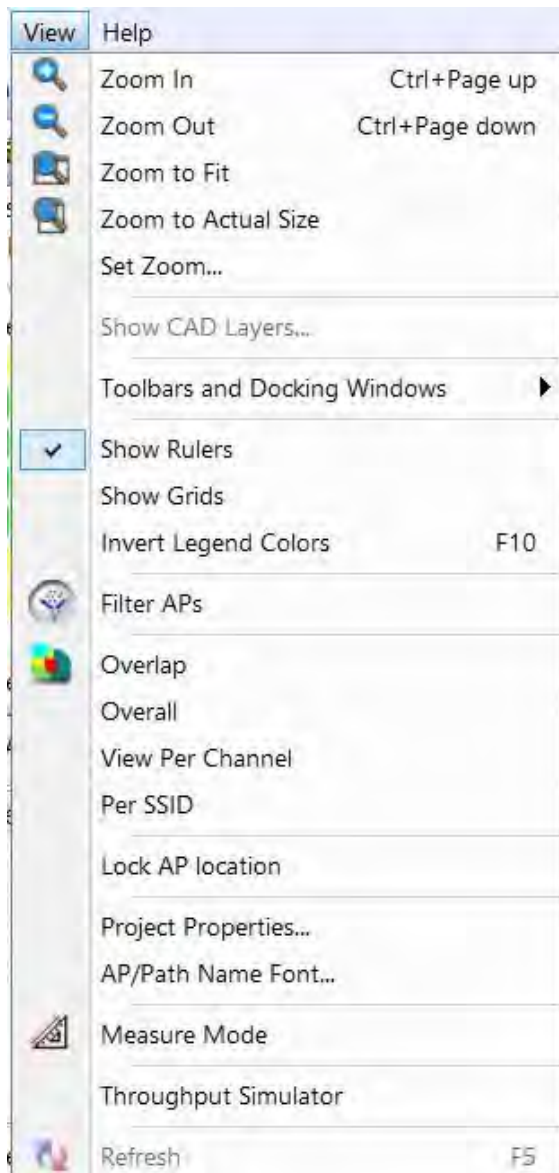 View Help
Zoom In Ctrl+Page up
Zoom Out Ctrl+Page down
Zoom to Fit
Zoom to Actual Size
Set Zoom...
Show CAD Layers...
Toolbars and Docking Windows
Show Rulers
Show Grids
Invert Legend Colors F10
Filter APs
Overlap
Overall
View Per Channel
Per SSID
Lock AP location
Project Properties...
AP/Path Name Font...
Measure Mode
Throughput Simulator
Refresh F5